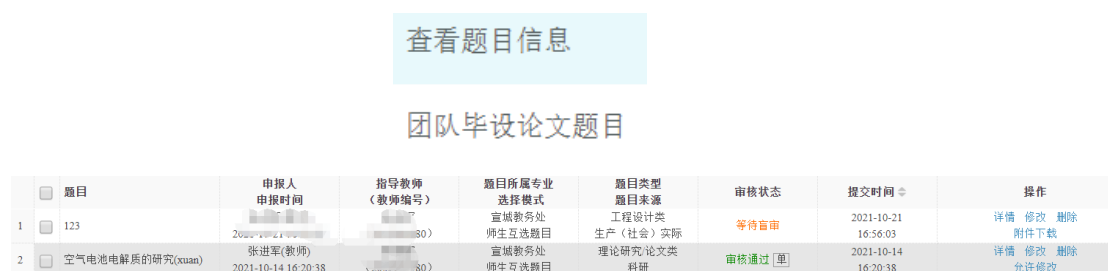 查看题目信息
团队毕设论文题目
题目 申报人 指导教师 题目所属专业 题目类型 审核状态 提交时间 操作
申报时间 （教师编号） 选择模式 题目来源
1 123 宣城教务处 工程设计类 等待盲审 2021-10-21 详情 修改 删除
80） 师生互选题目 生产（社会）实际 16:56:03 附件下载
2 空气电池电解质的研究(xuan) 张进军(教师) 宣城教务处 理论研究/论文类 审核通过 单 2021-10-14 详情 修改 删除
2021-10-14 16:20:38 80） 师生互选题目 科研 16:20:38 允许修改